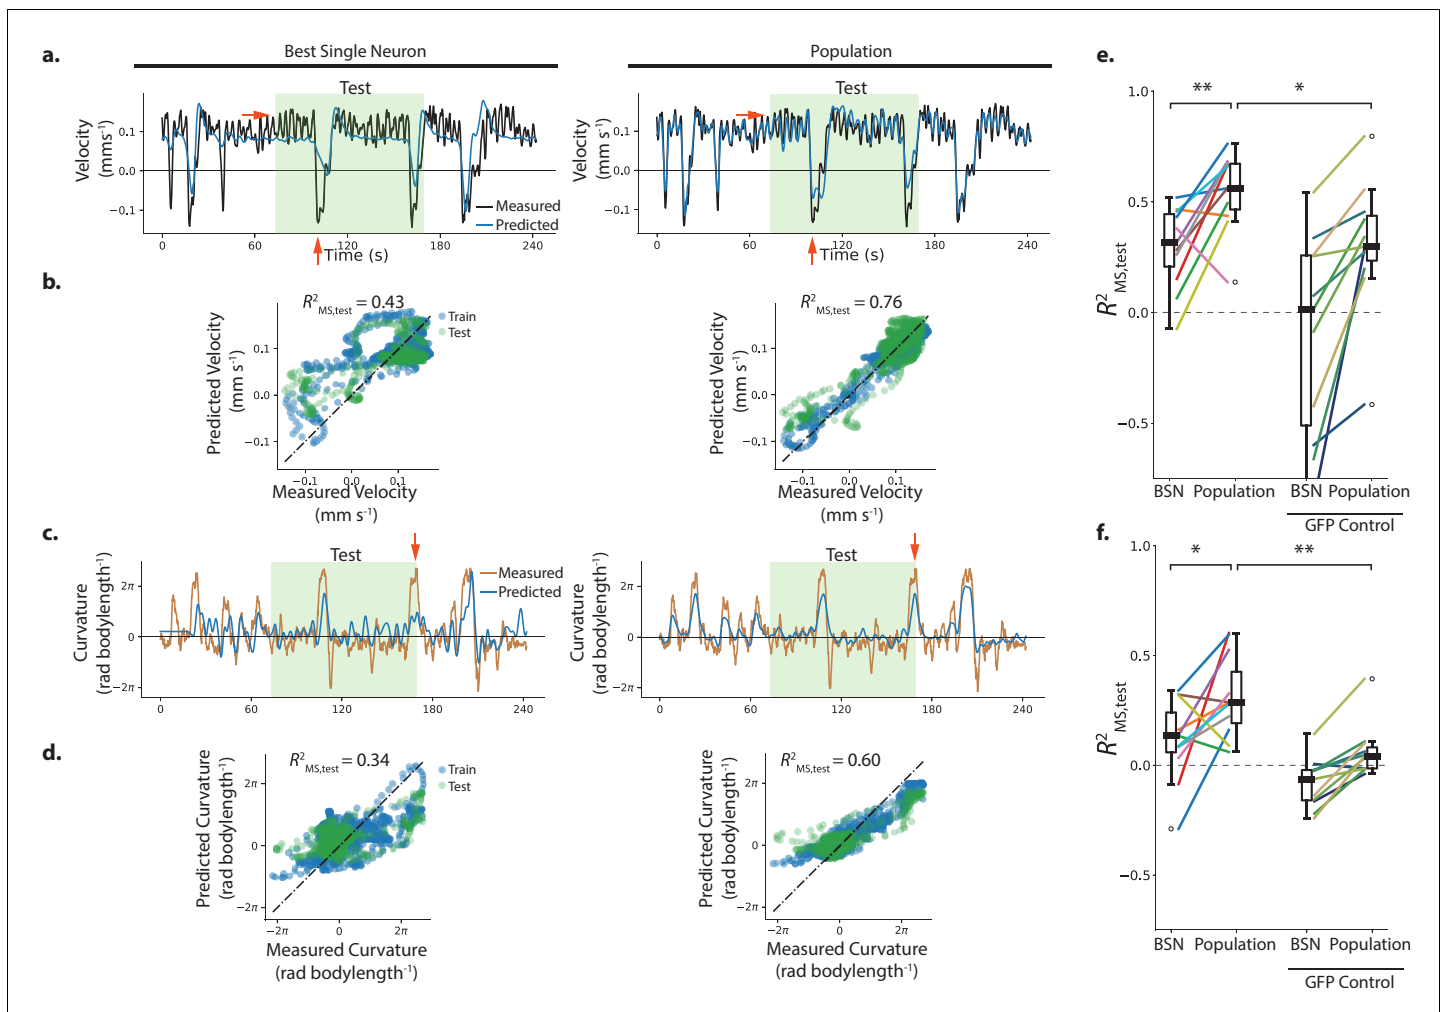 a.
Best Single Neuron
Population
Test
Test
Velocity
(mm s⁻¹)
0.1
0.0
−0.1
Measured
Predicted
0
60
120
180
240
Time (s)
Velocity
(mm s⁻¹)
0.1
0.0
−0.1
0
60
120
180
240
Time (s)
b.
R²MS,test = 0.43
Train
Test
Predicted Velocity
(mm s⁻¹)
0.1
0.0
−0.1
−0.1
0.0
0.1
Measured Velocity
(mm s⁻¹)
R²MS,test = 0.76
Predicted Velocity
(mm s⁻¹)
0.1
0.0
−0.1
−0.1
0.0
0.1
Measured Velocity
(mm s⁻¹)
c.
Test
Measured
Predicted
Curvature
(rad bodylength⁻¹)
2π
0
−2π
0
60
120
180
240
Test
Curvature
(rad bodylength⁻¹)
2π
0
−2π
0
60
120
180
240
d.
R²MS,test = 0.34
Train
Test
Predicted Curvature
(rad bodylength⁻¹)
2π
0
−2π
−2π
0
2π
Measured Curvature
(rad bodylength⁻¹)
R²MS,test = 0.60
Predicted Curvature
(rad bodylength⁻¹)
2π
0
−2π
−2π
0
2π
Measured Curvature
(rad bodylength⁻¹)
e.
**
*
R²MS,test
1.0
0.5
0.0
−0.5
BSN Population
BSN Population
GFP Control
f.
*
**
R²MS,test
1.0
0.5
0.0
−0.5
BSN Population
BSN Population
GFP Control